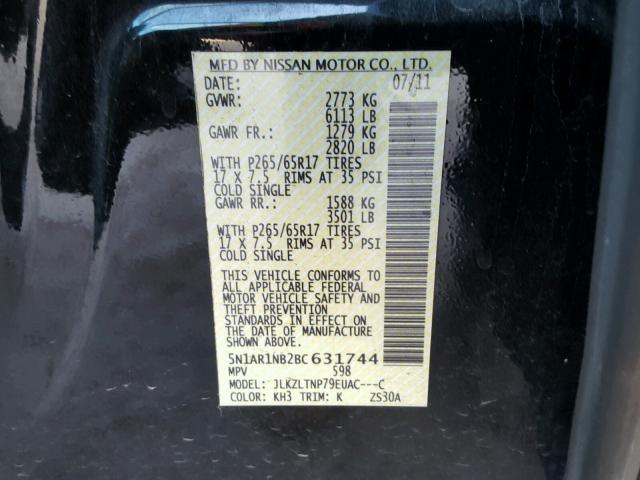 MFD BY NISSAN MOTOR CO., LTD.
DATE: 07/11
GVWR: 2773 KG
6113 LB
GAWR FR.: 1279 KG
2820 LB
WITH P265/65R17 TIRES
17 X 7.5 RIMS AT 35 PSI
COLD SINGLE
GAWR RR.: 1588 KG
3501 LB
WITH P265/65R17 TIRES
17 X 7.5 RIMS AT 35 PSI
COLD SINGLE
THIS VEHICLE CONFORMS TO
ALL APPLICABLE FEDERAL
MOTOR VEHICLE SAFETY AND
THEFT PREVENTION
STANDARDS IN EFFECT ON THE
DATE OF MANUFACTURE
SHOWN ABOVE.
5N1AR1NB2BC631744
MPV 598
MODEL: JLKZLTNP79EUAC---C
COLOR: KH3 TRIM: K ZS30A